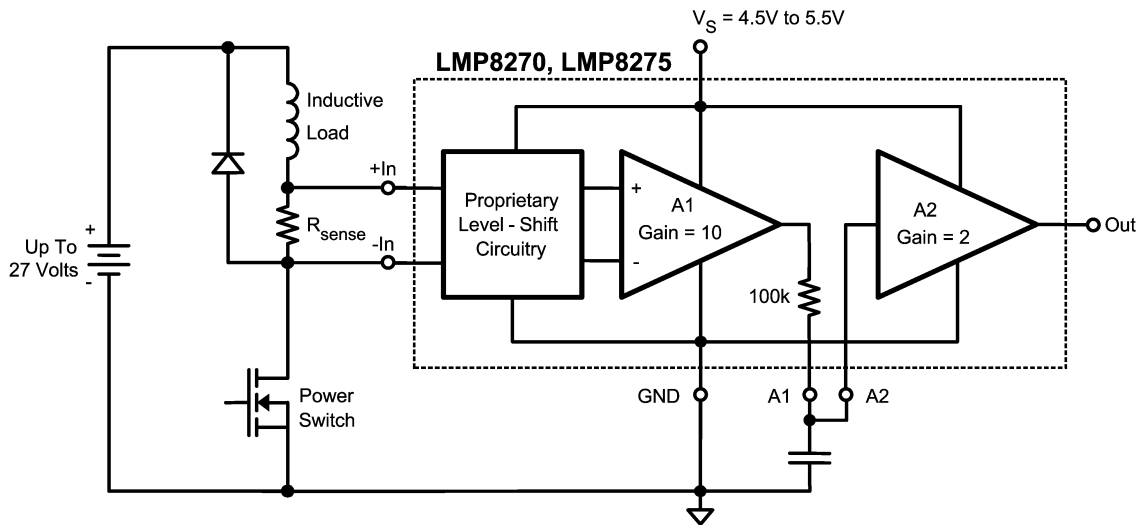 V_S = 4.5V to 5.5V
LMP8270, LMP8275
Inductive
Load
+In
Proprietary
Level - Shift
Circuitry
+
-
A1
Gain = 10
A2
Gain = 2
Out
R_sense
-In
+
Up To
27 Volts
-
100k
Power
Switch
GND
A1
A2